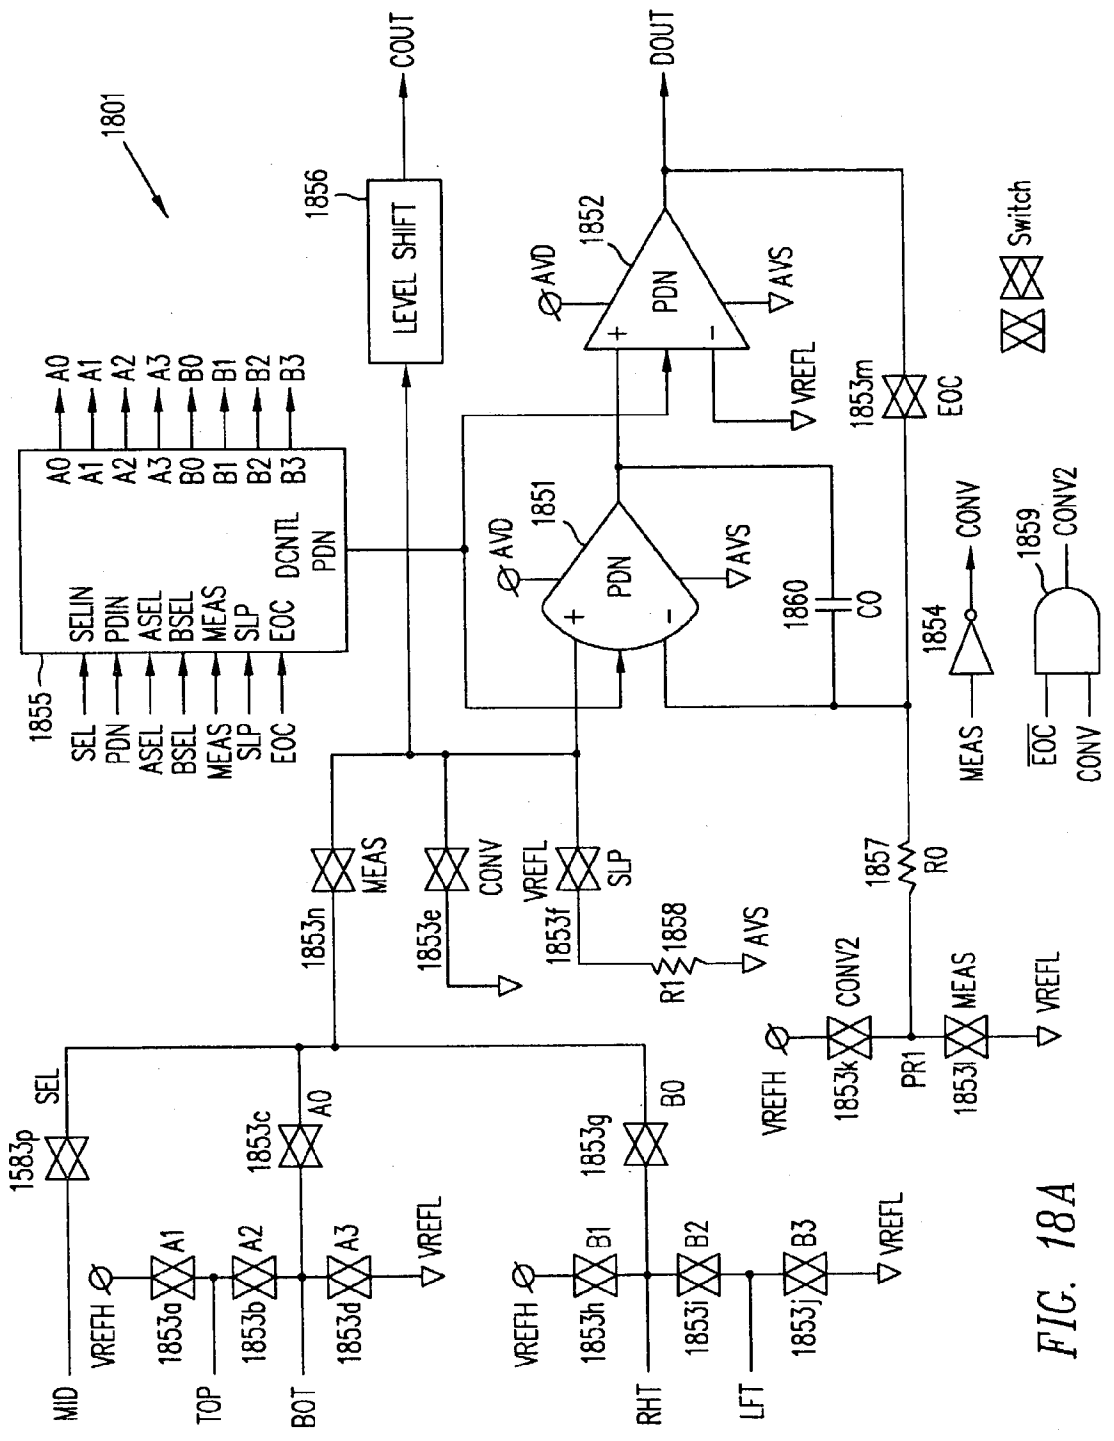 1801
1855
SEL
PDN
ASEL
BSEL
MEAS
SLP
EOC
SELIN
PDIN
ASEL
BSEL
MEAS
SLP
EOC
DCNTL
PDN
A0
A1
A2
A3
B0
B1
B2
B3
A0
A1
A2
A3
B0
B1
B2
B3
1856
LEVEL SHIFT
COUT
1583p
SEL
MID
VREFH
1853a
A1
TOP
1853b
A2
BOT
1853c
A0
1853d
A3
VREFL
1853n
MEAS
1853e
CONV
VREFL
1853f
SLP
R1
1858
AVS
AVD
1851
+
PDN
-
AVS
AVD
1852
+
PDN
-
AVS
VREFL
DOUT
1860
C0
1853m
EOC
VREFH
1853h
B1
RHT
1853g
B0
1853i
B2
LFT
1853j
B3
VREFL
VREFH
1853k
CONV2
PR1
1853l
MEAS
VREFL
1857
R0
MEAS
1854
CONV
EOC
CONV
1859
CONV2
Switch
FIG. 18A